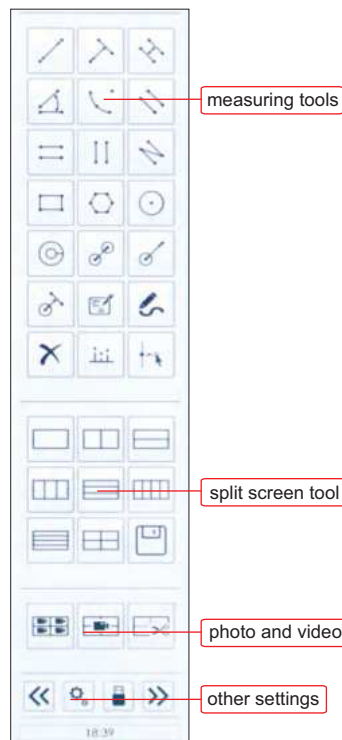 measuring tools
split screen tool
photo and video
other settings
18:39